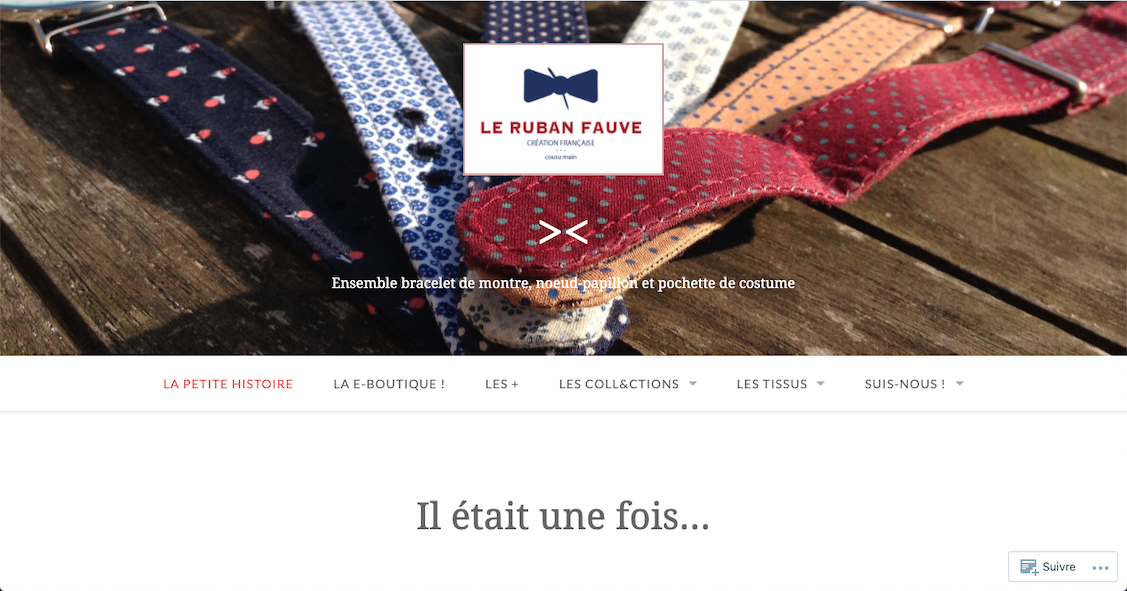 LE RUBAN FAUVE
CRÉATION FRANÇAISE
cousu main
><
Ensemble bracelet de montre, noeud-papillon et pochette de costume
LA PETITE HISTOIRE
LA E-BOUTIQUE !
LES +
LES COLL&CTIONS
LES TISSUS
SUIS-NOUS !
Il était une fois...
Suivre